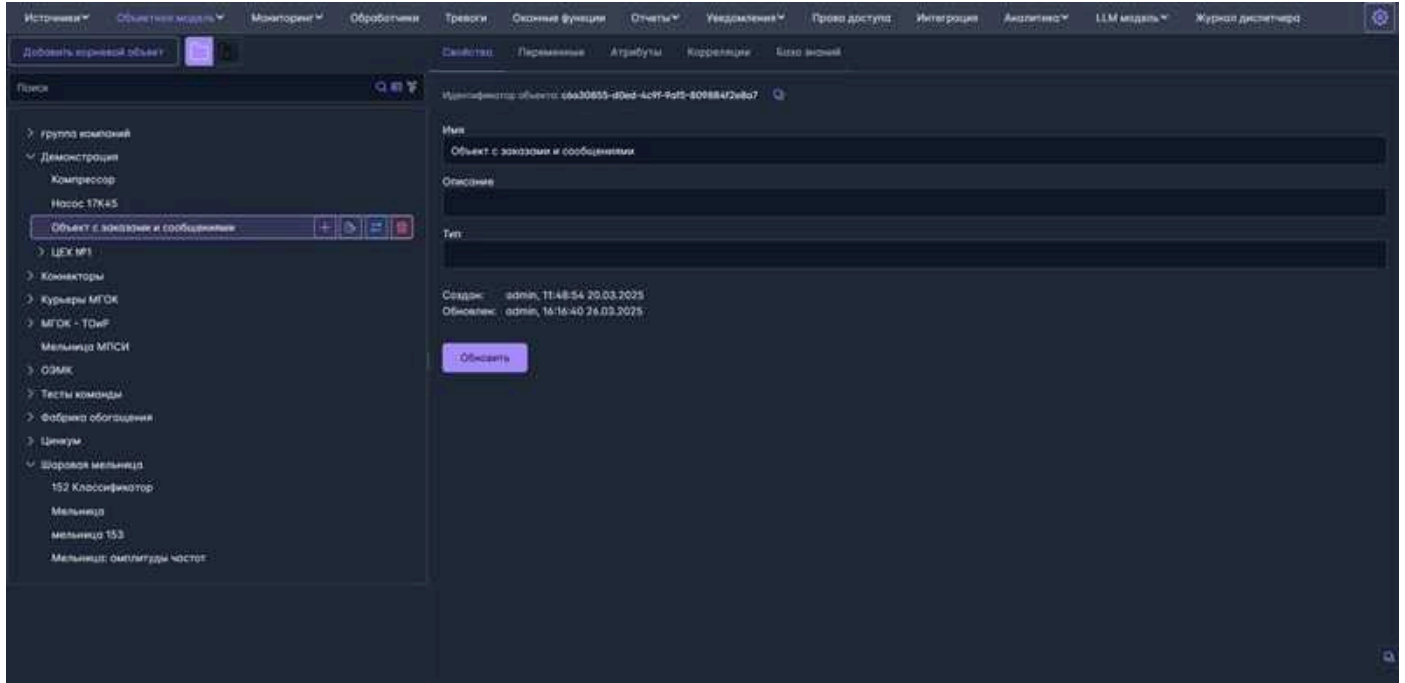 Источники Объектная модель Мониторинг Обработчики Тревоги Оконные функции Отчеты Уведомления Права доступа Интеграция Аналитика LLM модель Журнал диспетчера
Добавить корневой объект
Свойства Переменные Атрибуты Корреляции База знаний
Поиск
Идентификатор объекта: c6a30855-d0ed-4c9f-9af5-809884f2e8a7
группа компаний
Демонстрация
Компрессор
Насос 17К45
Объект с заказами и сообщениями
ЦЕХ №1
Коннекторы
Курьеры МГОК
МГОК - ТОиР
Мельница МПСИ
ОЭМК
Тесты команды
Фабрика обогащения
Цинкум
Шаровая мельница
152 Классификатор
Мельница
мельница 153
Мельница: амплитуды частот
Имя
Объект с заказами и сообщениями
Описание
Тип
Создан: admin, 11:48:54 20.03.2025
Обновлен: admin, 16:16:40 26.03.2025
Обновить